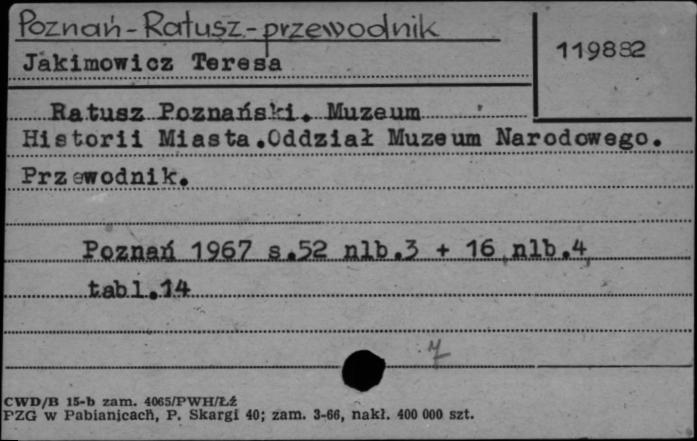 Poznań-Ratusz-przewodnik
Jakimowicz Teresa
119882
Ratusz Poznański. Muzeum
Historii Miasta.Oddział Muzeum Narodowego.
Przewodnik.
Poznań 1967 s.52 nlb.3 + 16 nlb.4
tabl.14
7
CWD/B 15-b zam. 4065/PWH/Łź
PZG w Pabianicach, P. Skargi 40; zam. 3-66, nakł. 400 000 szt.